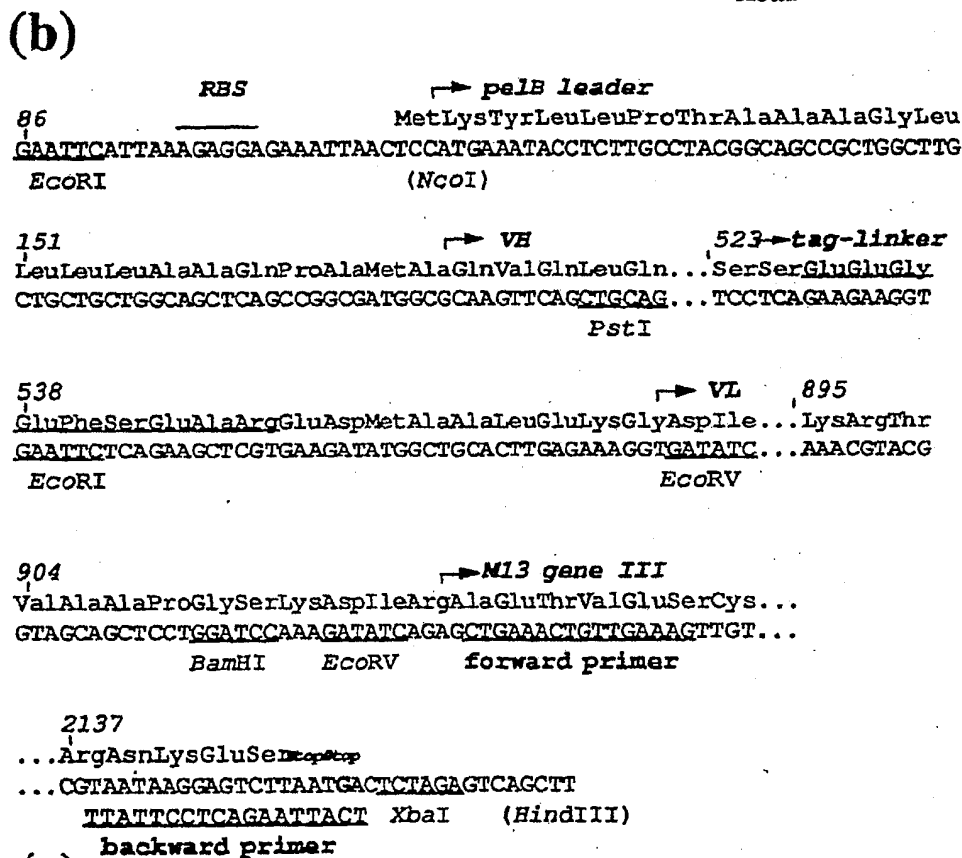 (b)
RBS pelB leader
86 MetLysTyrLeuLeuProThrAlaAlaAlaGlyLeu
GAATTCATTAAAGAGGAGAAATTAACTCCATGAAATACCTCTTGCCTACGGCAGCCGCTGGCTTG
EcoRI (NcoI)
151 VH 523 tag-linker
LeuLeuLeuAlaAlaGlnProAlaMetAlaGlnValGlnLeuGln...SerSerGluGluGly
CTGCTGCTGGCAGCTCAGCCGGCGATGGCGCAAGTTCAGCTGCAG...TCCTCAGAAGAAGGT
PstI
538 VL 895
GluPheSerGluAlaArgGluAspMetAlaAlaLeuGluLysGlyAspIle...LysArgThr
GAATTCTCAGAAGCTCGTGAAGATATGGCTGCACTTGAGAAAGGTGATATC...AAACGTACG
EcoRI EcoRV
904 M13 gene III
ValAlaAlaProGlySerLysAspIleArgAlaGluThrValGluSerCys...
GTAGCAGCTCCTGGATCCAAAGATATCAGAGCTGAAACTGTTGAAAGTTGT...
BamHI EcoRV forward primer
2137
...ArgAsnLysGluSerStopStop
...CGTAATAAGGAGTCTTAATGACTCTAGAGTCAGCTT
TTATTCCTCAGAATTACT XbaI (HindIII)
backward primer